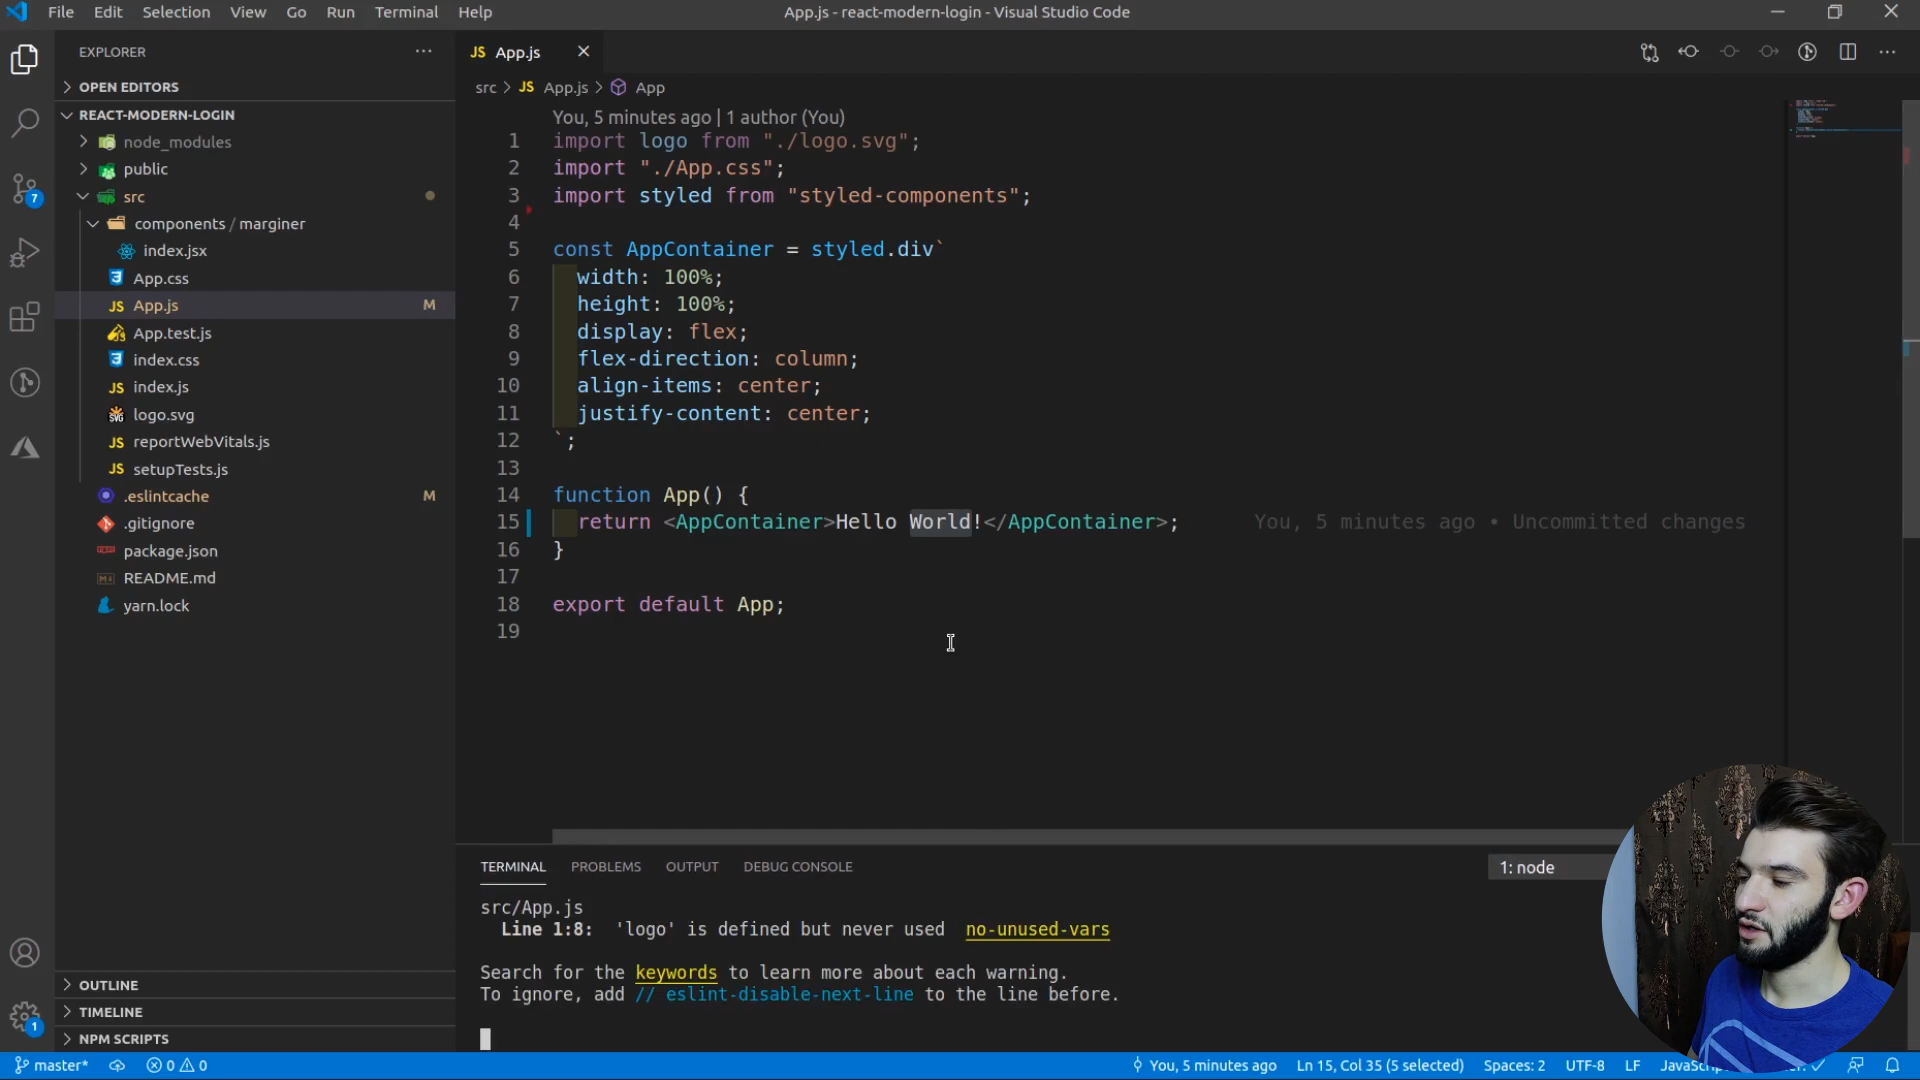 File Edit Selection View Go Run Terminal Help
App.js - react-modern-login - Visual Studio Code
EXPLORER
OPEN EDITORS
REACT-MODERN-LOGIN
node_modules
public
src
components / marginer
index.jsx
App.css
JS App.js M
App.test.js
index.css
JS index.js
logo.svg
JS reportWebVitals.js
JS setupTests.js
.eslintcache M
.gitignore
package.json
README.md
yarn.lock
OUTLINE
TIMELINE
NPM SCRIPTS
7
1
JS App.js
src > JS App.js > App
You, 5 minutes ago | 1 author (You)
1 import logo from "./logo.svg";
2 import "./App.css";
3 import styled from "styled-components";
4
5 const AppContainer = styled.div`
6 width: 100%;
7 height: 100%;
8 display: flex;
9 flex-direction: column;
10 align-items: center;
11 justify-content: center;
12 `;
13
14 function App() {
15 return <AppContainer>Hello World!</AppContainer>; You, 5 minutes ago • Uncommitted changes
16 }
17
18 export default App;
19
TERMINAL PROBLEMS OUTPUT DEBUG CONSOLE
1: node
src/App.js
Line 1:8: 'logo' is defined but never used no-unused-vars
Search for the keywords to learn more about each warning.
To ignore, add // eslint-disable-next-line to the line before.
master* 0 0 You, 5 minutes ago Ln 15, Col 35 (5 selected) Spaces: 2 UTF-8 LF